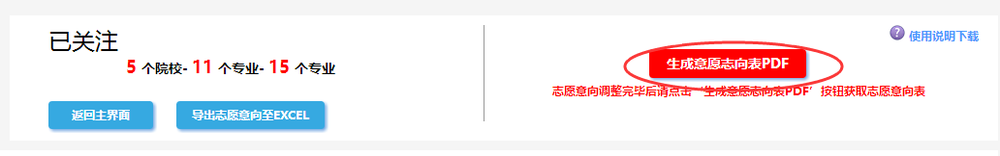 已关注
5 个院校- 11 个专业- 15 个专业
返回主界面
导出志愿意向至EXCEL
使用说明下载
生成意愿志向表PDF
志愿意向调整完毕后请点击‘生成意愿志向表PDF’按钮获取志愿意向表